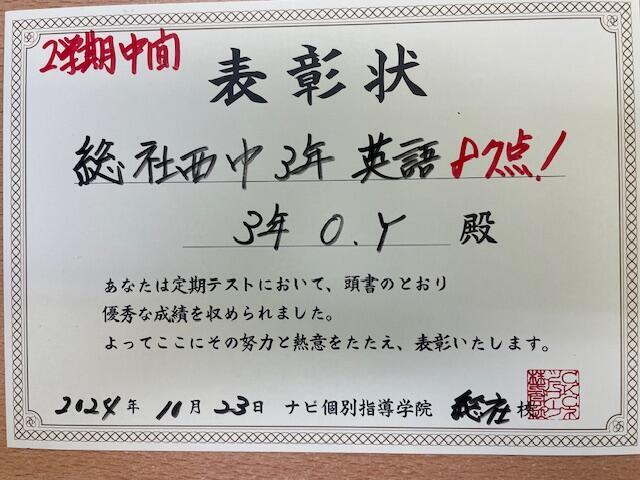 2学期中間
表彰状
総社西中3年 英語 82点!
3年 O.Y 殿
あなたは定期テストにおいて、頭書のとおり
優秀な成績を収められました。
よってここにその努力と熱意をたたえ、表彰いたします。
2024年 10月 23日 ナビ個別指導学院 総社校